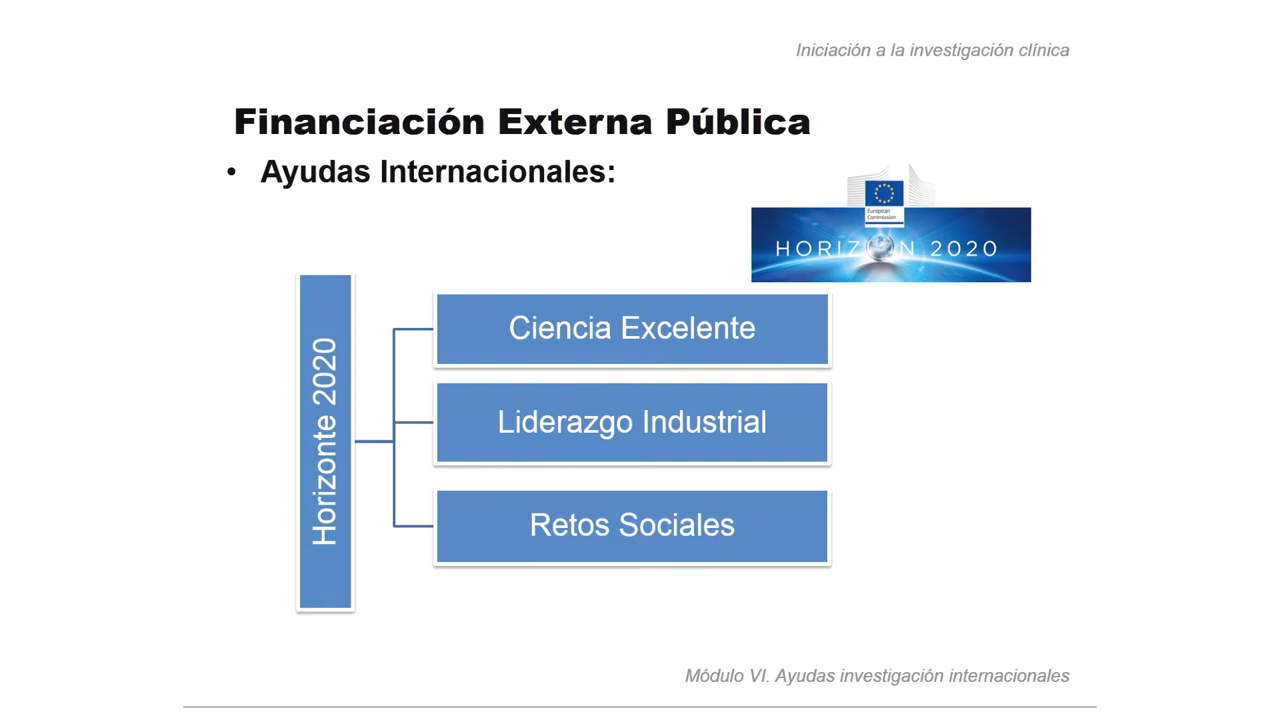 Iniciación a la investigación clínica
Financiación Externa Pública
• Ayudas Internacionales:
European
Commission
HORIZON 2020
Horizonte 2020
Ciencia Excelente
Liderazgo Industrial
Retos Sociales
Módulo VI. Ayudas investigación internacionales